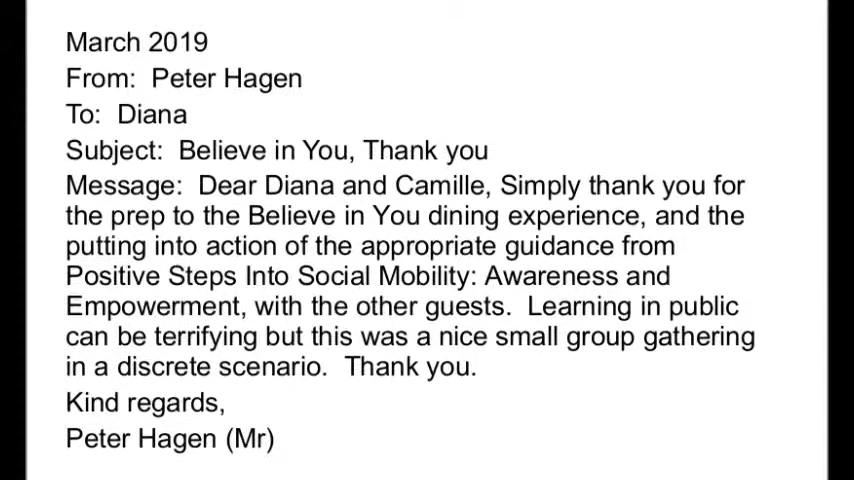 March 2019
From:  Peter Hagen
To:  Diana
Subject:  Believe in You, Thank you
Message:  Dear Diana and Camille, Simply thank you for
the prep to the Believe in You dining experience, and the
putting into action of the appropriate guidance from
Positive Steps Into Social Mobility: Awareness and
Empowerment, with the other guests.  Learning in public
can be terrifying but this was a nice small group gathering
in a discrete scenario.  Thank you.
Kind regards,
Peter Hagen (Mr)